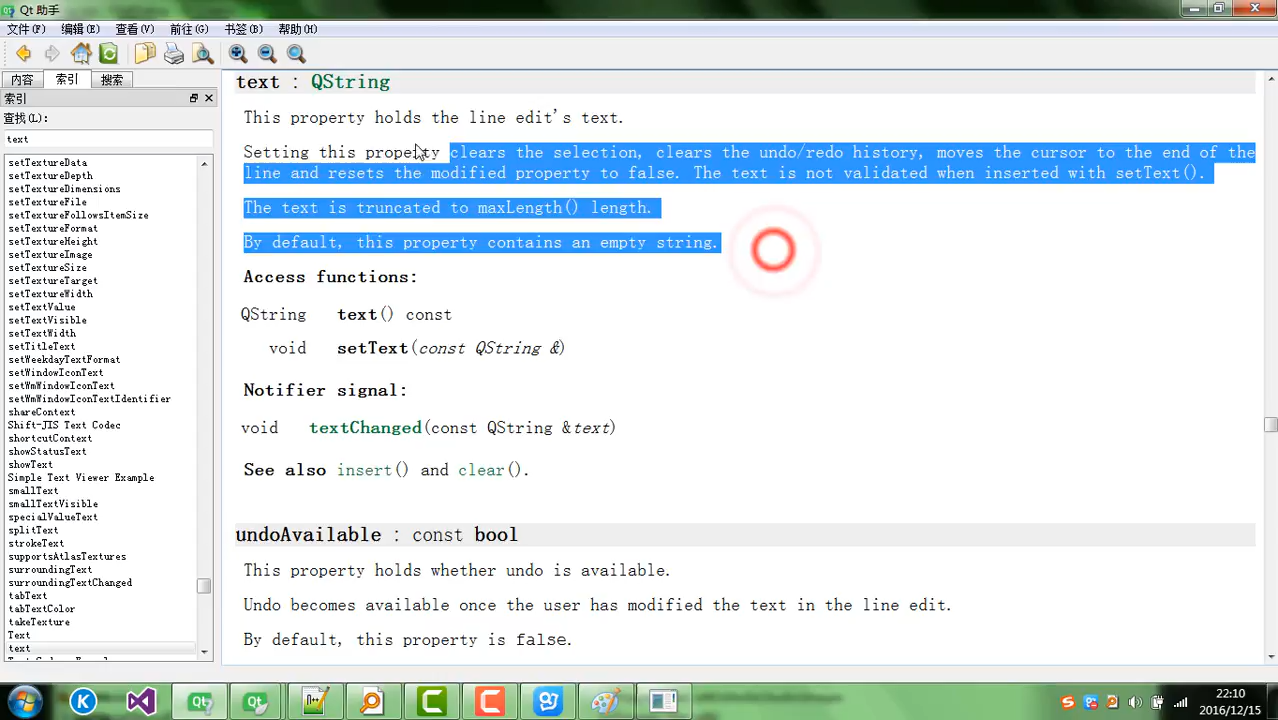 Qt 助手
文件(F) 编辑(E) 查看(V) 前往(G) 书签(B) 帮助(H)
内容 索引 搜索
索引
查找(L):
text
setTextureData
setTextureDepth
setTextureDimensions
setTextureFile
setTextureFollowsItemSize
setTextureFormat
setTextureHeight
setTextureImage
setTextureSize
setTextureTarget
setTextureWidth
setTextValue
setTextVisible
setTextWidth
setTitleText
setWeekdayTextFormat
setWindowIconText
setWmWindowIconText
setWmWindowIconTextIdentifier
shareContext
Shift-JIS Text Codec
shortcutContext
showStatusText
showText
Simple Text Viewer Example
smallText
smallTextVisible
specialValueText
splitText
strokeText
supportsAtlasTextures
surroundingText
surroundingTextChanged
tabText
tabTextColor
takeTexture
Text
text
text : QString
This property holds the line edit's text.
Setting this property clears the selection, clears the undo/redo history, moves the cursor to the end of the
line and resets the modified property to false. The text is not validated when inserted with setText().
The text is truncated to maxLength() length.
By default, this property contains an empty string.
Access functions:
QString text() const
void setText(const QString &)
Notifier signal:
void textChanged(const QString &text)
See also insert() and clear().
undoAvailable : const bool
This property holds whether undo is available.
Undo becomes available once the user has modified the text in the line edit.
By default, this property is false.
22:10
2016/12/15